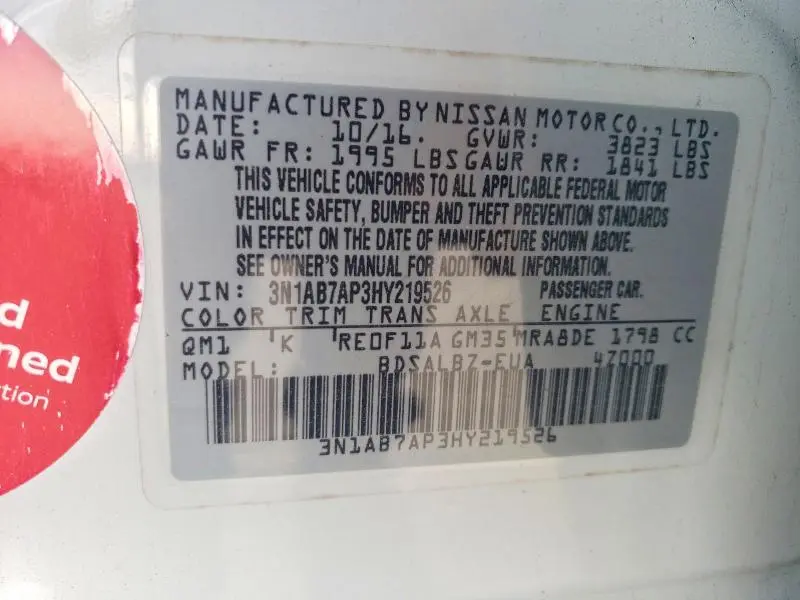 MANUFACTURED BY NISSAN MOTOR CO., LTD.
DATE: 10/16. GVWR: 3823 LBS
GAWR FR: 1995 LBS GAWR RR: 1841 LBS
THIS VEHICLE CONFORMS TO ALL APPLICABLE FEDERAL MOTOR
VEHICLE SAFETY, BUMPER AND THEFT PREVENTION STANDARDS
IN EFFECT ON THE DATE OF MANUFACTURE SHOWN ABOVE.
SEE OWNER'S MANUAL FOR ADDITIONAL INFORMATION.
VIN: 3N1AB7AP3HY219526 PASSENGER CAR.
COLOR TRIM TRANS AXLE ENGINE
QM1 'K 'RE0F11A GM35 MRA8DE 1798 CC
MODEL: BDSALBZ-EUA 47000
3N1AB7AP3HY219526
d
ned
tion